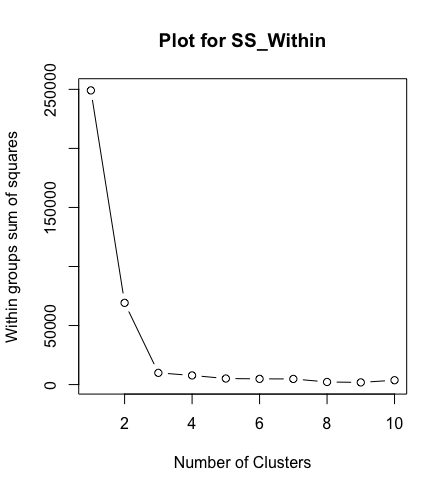 Plot for SS_Within
Within groups sum of squares
250000
150000
50000
0
2 4 6 8 10
Number of Clusters